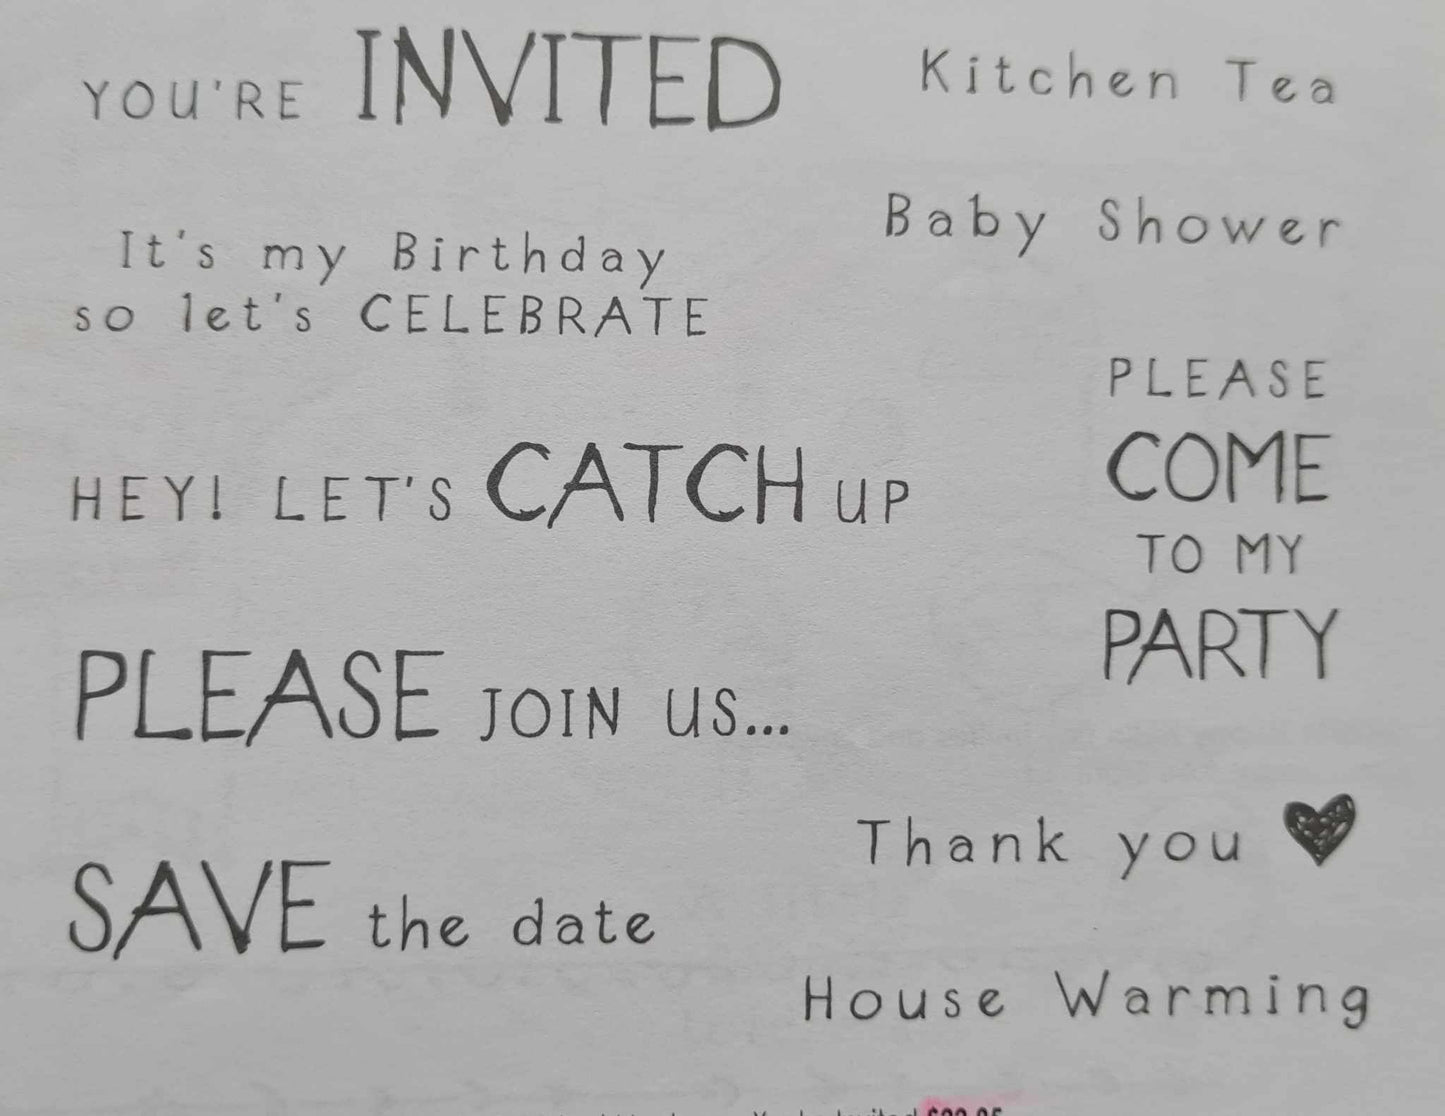 YOU'RE INVITED
Kitchen Tea
Baby Shower
It's my Birthday
so let's CELEBRATE
PLEASE
COME
TO MY
PARTY
HEY! LET'S CATCH UP
PLEASE JOIN US...
Thank you
SAVE the date
House Warming